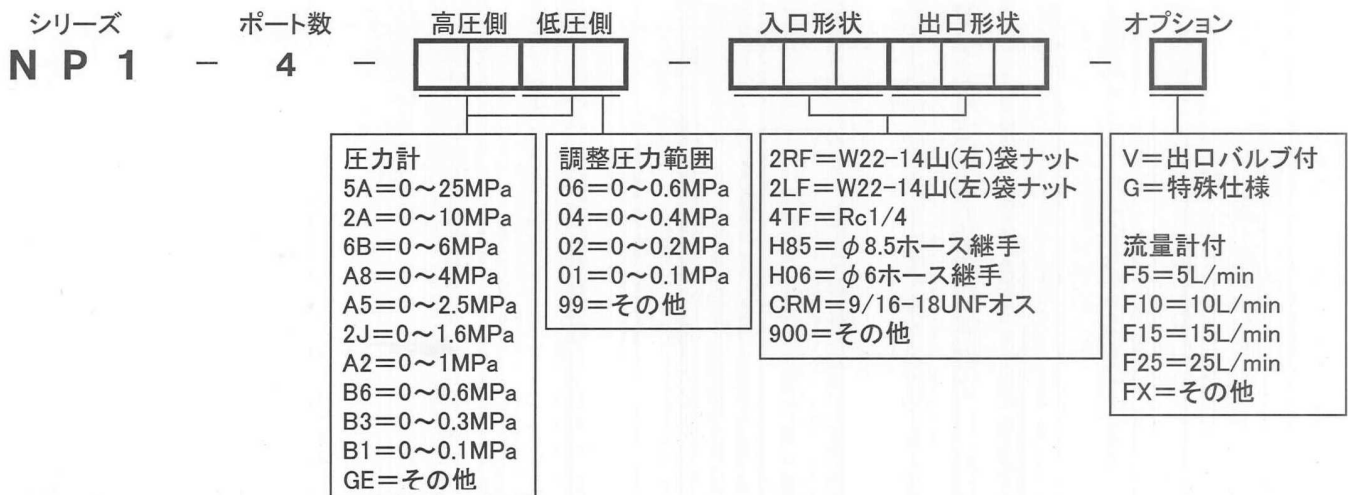 シリーズ ポート数 高圧側 低圧側 入口形状 出口形状 オプション
NP1 - 4 - - -
圧力計
5A=0~25MPa
2A=0~10MPa
6B=0~6MPa
A8=0~4MPa
A5=0~2.5MPa
2J=0~1.6MPa
A2=0~1MPa
B6=0~0.6MPa
B3=0~0.3MPa
B1=0~0.1MPa
GE=その他
調整圧力範囲
06=0~0.6MPa
04=0~0.4MPa
02=0~0.2MPa
01=0~0.1MPa
99=その他
2RF=W22-14山(右)袋ナット
2LF=W22-14山(左)袋ナット
4TF=Rc1/4
H85=φ8.5ホース継手
H06=φ6ホース継手
CRM=9/16-18UNFオス
900=その他
V=出口バルブ付
G=特殊仕様
流量計付
F5=5L/min
F10=10L/min
F15=15L/min
F25=25L/min
FX=その他